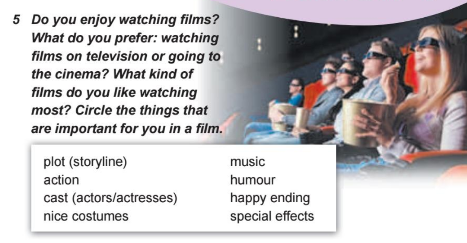 5 Do you enjoy watching films?
What do you prefer: watching
films on television or going to
the cinema? What kind of
films do you like watching
most? Circle the things that
are important for you in a film.
plot (storyline)
action
cast (actors/actresses)
nice costumes
music
humour
happy ending
special effects